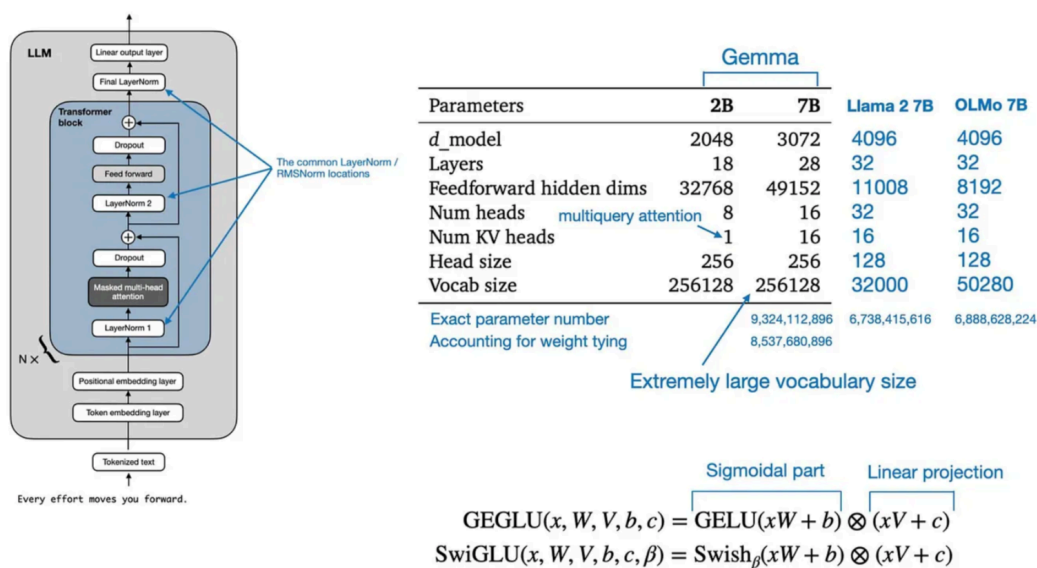 LLM
Linear output layer
Final LayerNorm
Transformer
block
Dropout
Feed forward
LayerNorm 2
Dropout
Masked multi-head
attention
LayerNorm 1
N ×
Positional embedding layer
Token embedding layer
Tokenized text
Every effort moves you forward.
The common LayerNorm /
RMSNorm locations
Gemma
Parameters 2B 7B Llama 2 7B OLMo 7B
d_model 2048 3072 4096 4096
Layers 18 28 32 32
Feedforward hidden dims 32768 49152 11008 8192
Num heads 8 16 32 32
multiquery attention
Num KV heads 1 16 16 16
Head size 256 256 128 128
Vocab size 256128 256128 32000 50280
Exact parameter number 9,324,112,896 6,738,415,616 6,888,628,224
Accounting for weight tying 8,537,680,896
Extremely large vocabulary size
Sigmoidal part Linear projection
GEGLU(x, W, V, b, c) = GELU(xW + b) ⊗ (xV + c)
SwiGLU(x, W, V, b, c, β) = Swishβ(xW + b) ⊗ (xV + c)